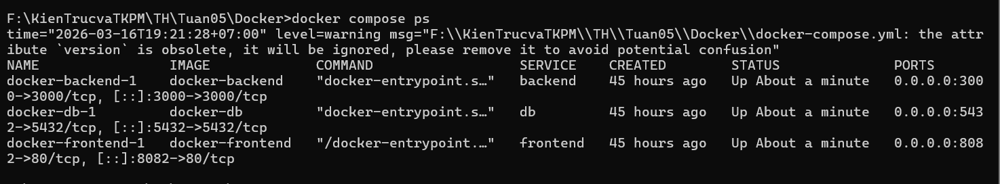 F:\KienTrucvaTKPM\TH\Tuan05\Docker>docker compose ps
time="2026-03-16T19:21:28+07:00" level=warning msg="F:\\KienTrucvaTKPM\\TH\\Tuan05\\Docker\\docker-compose.yml: the attr
ibute `version` is obsolete, it will be ignored, please remove it to avoid potential confusion"
NAME                IMAGE             COMMAND                  SERVICE    CREATED        STATUS              PORTS
docker-backend-1    docker-backend    "docker-entrypoint.s…"   backend    45 hours ago   Up About a minute   0.0.0.0:300
0->3000/tcp, [::]:3000->3000/tcp
docker-db-1         docker-db         "docker-entrypoint.s…"   db         45 hours ago   Up About a minute   0.0.0.0:543
2->5432/tcp, [::]:5432->5432/tcp
docker-frontend-1   docker-frontend   "/docker-entrypoint.…"   frontend   45 hours ago   Up About a minute   0.0.0.0:808
2->80/tcp, [::]:8082->80/tcp